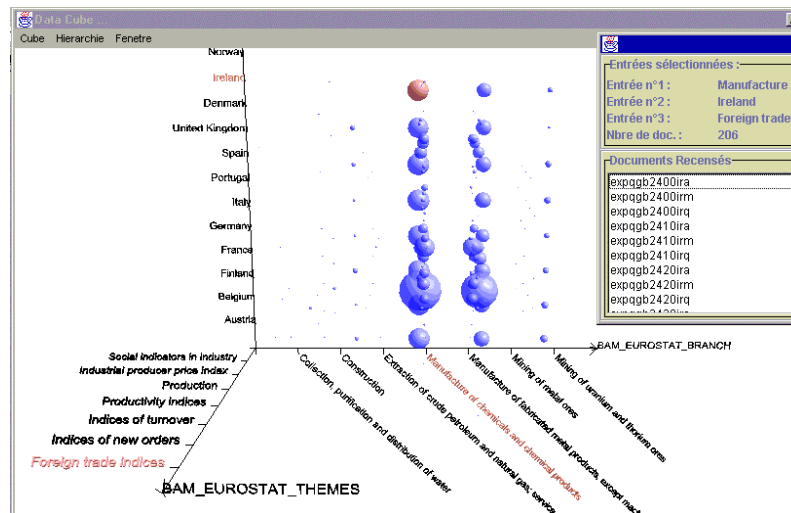 Data Cube ...
Cube Hierarchie Fenetre
Norway
Ireland
Denmark
United Kingdom
Spain
Portugal
Italy
Germany
France
Finland
Belgium
Austria
Social indicators in industry
Industrial producer price index
Production
Productivity indices
Indices of turnover
Indices of new orders
Foreign trade indices
BAM_EUROSTAT_THEMES
BAM_EUROSTAT_BRANCH
Collection, purification and distribution of water
Construction
Extraction of crude petroleum and natural gas; service
Manufacture of chemicals and chemical products
Manufacture of fabricated metal products, except mach
Mining of metal ores
Mining of uranium and thorium ores
Entrées sélectionnées :
Entrée n°1 : Manufacture
Entrée n°2 : Ireland
Entrée n°3 : Foreign trade
Nbre de doc. : 206
Documents Recensés
expqgb2400ira
expqgb2400irm
expqgb2400irq
expqgb2410ira
expqgb2410irm
expqgb2410irq
expqgb2420ira
expqgb2420irm
expqgb2420irq